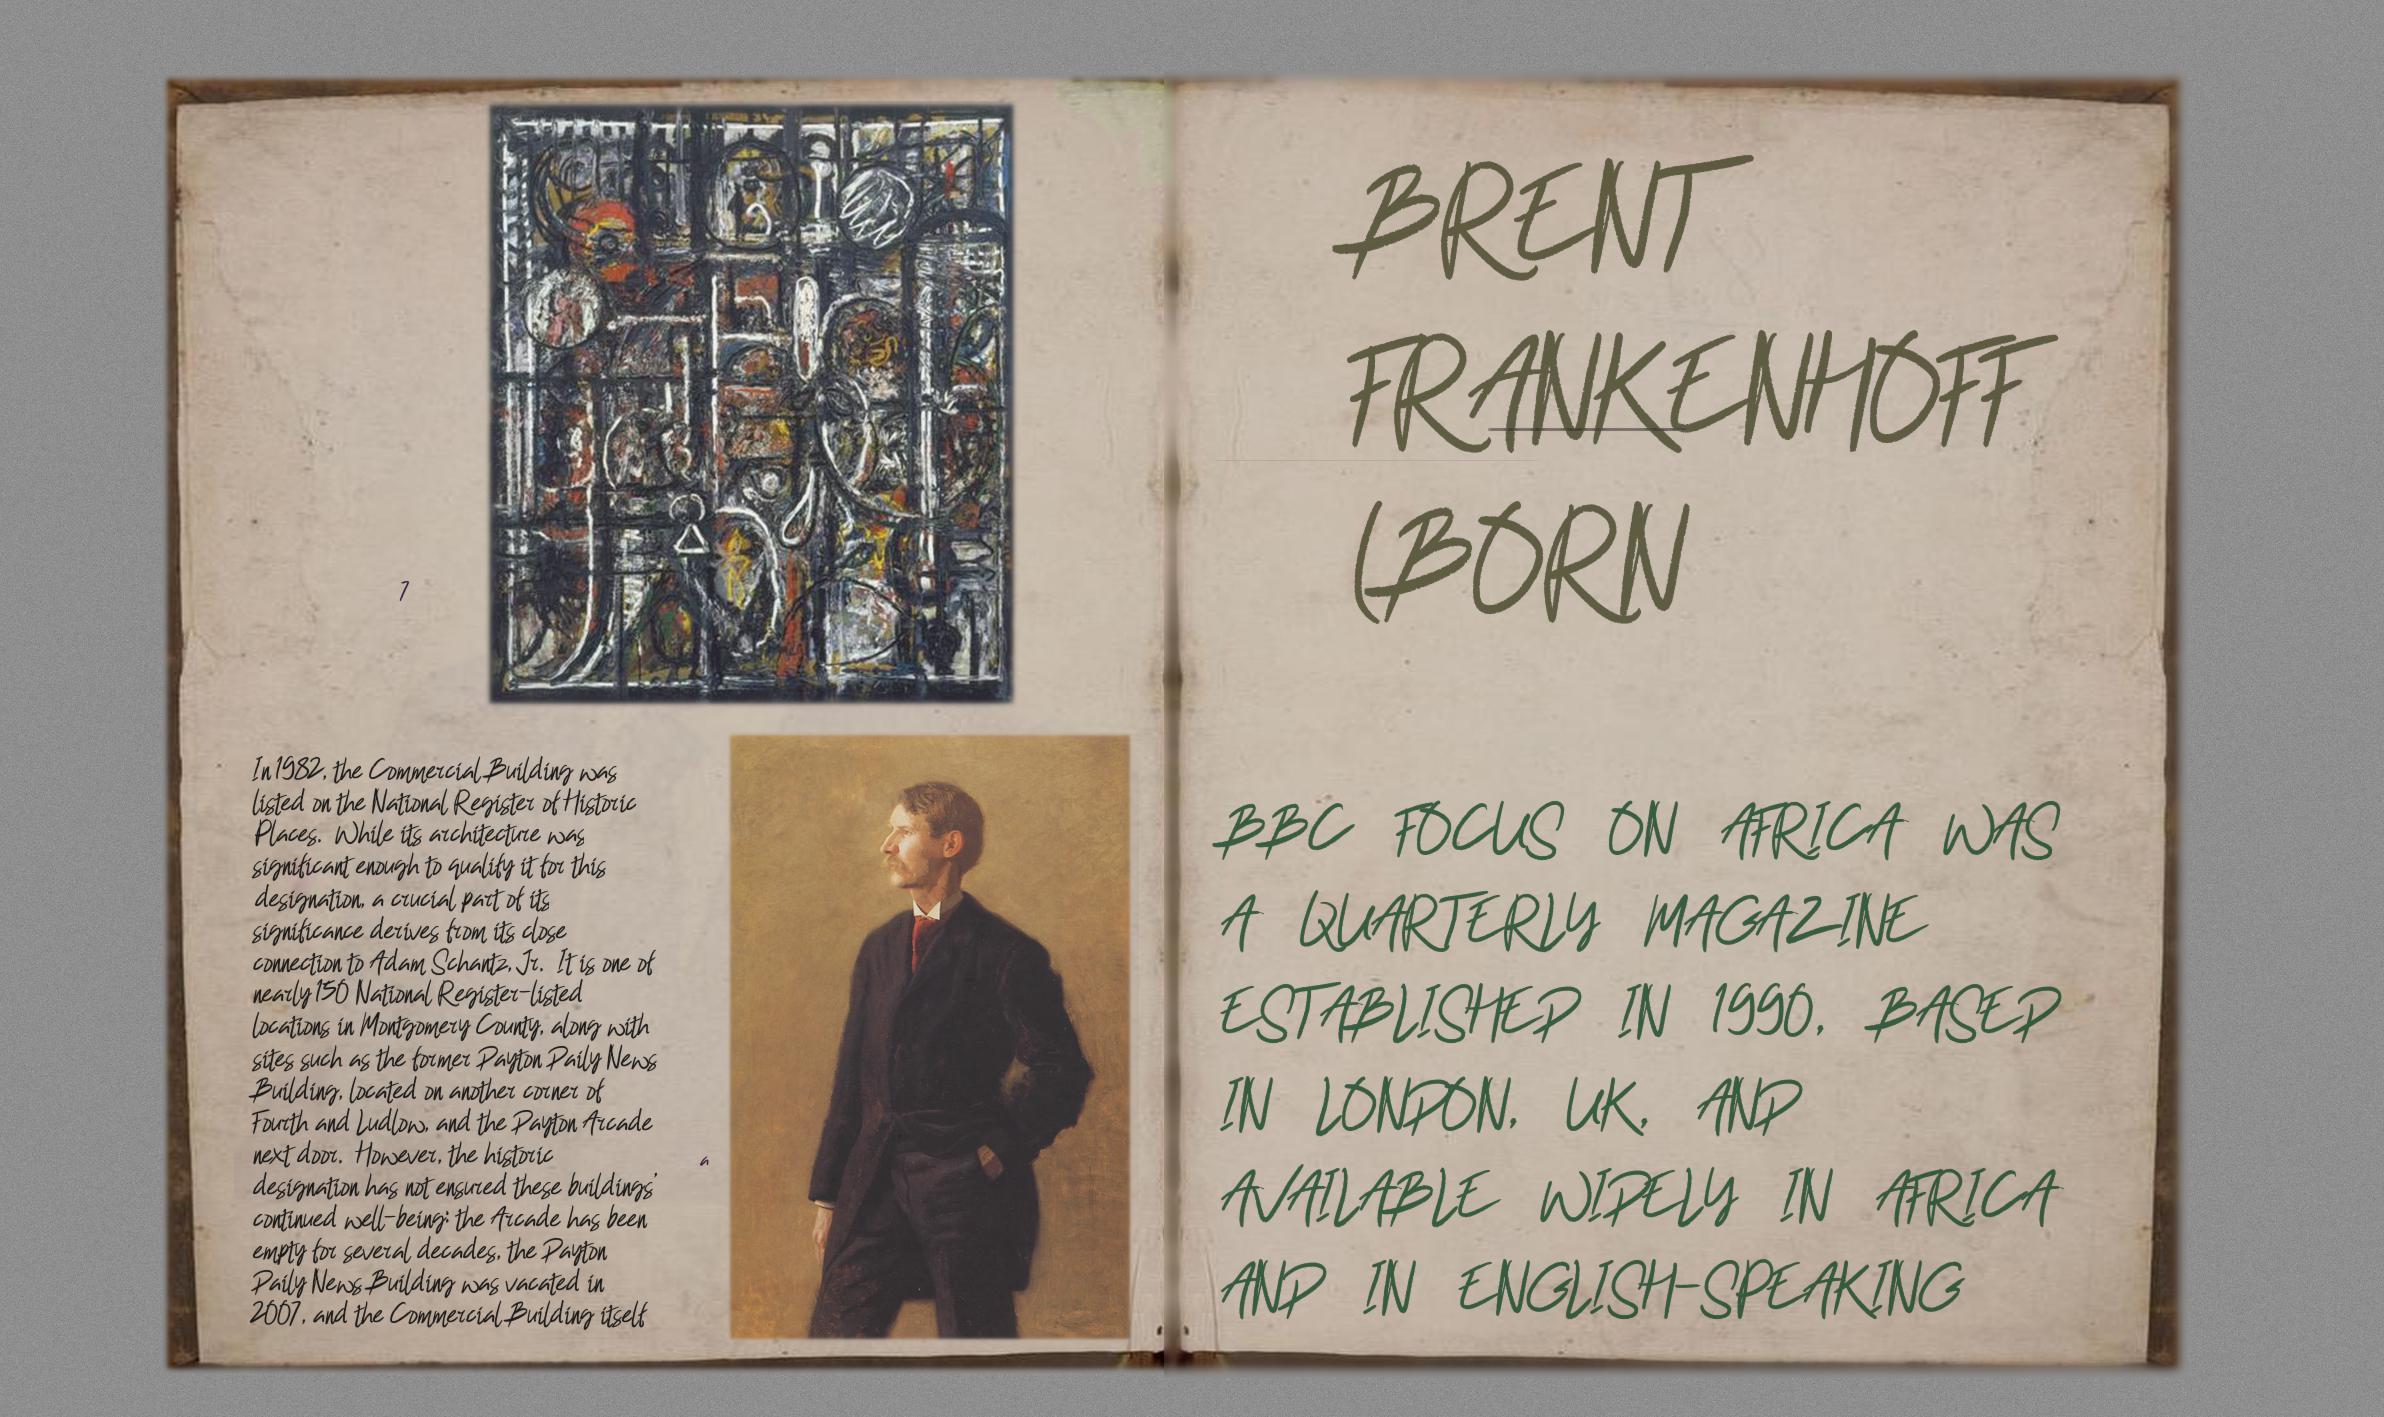 7
In 1982, the Commercial Building was
listed on the National Register of Historic
Places. While its architecture was
significant enough to qualify it for this
designation, a crucial part of its
significance derives from its close
connection to Adam Schantz, Jr. It is one of
nearly 150 National Register-listed
locations in Montgomery County, along with
sites such as the former Dayton Daily News
Building, located on another corner of
Fourth and Ludlow, and the Dayton Arcade
next door. However, the historic
designation has not ensured these buildings'
continued well-being: the Arcade has been
empty for several decades, the Dayton
Daily News Building was vacated in
2007, and the Commercial Building itself
a
BRENT
FRANKENHOFF
(BORN
BBC FOCUS ON AFRICA WAS
A QUARTERLY MAGAZINE
ESTABLISHED IN 1990, BASED
IN LONDON, UK, AND
AVAILABLE WIDELY IN AFRICA
AND IN ENGLISH-SPEAKING